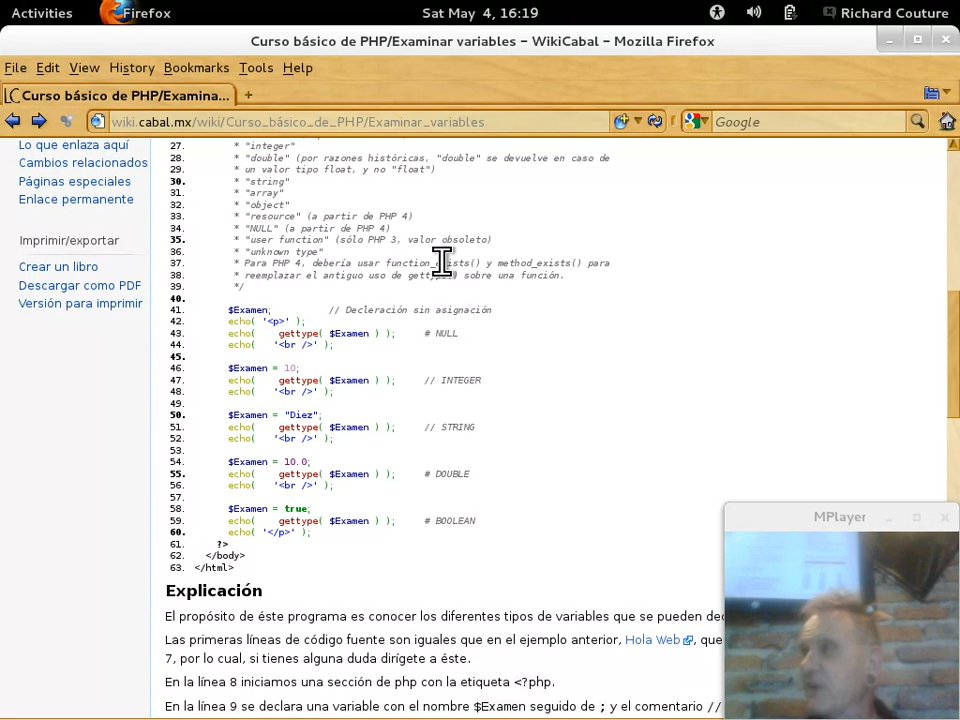 Activities
Firefox
Sat May 4, 16:19
Richard Couture
Curso básico de PHP/Examinar variables – WikiCabal – Mozilla Firefox
File Edit View History Bookmarks Tools Help
Curso básico de PHP/Examina...
wiki.cabal.mx/wiki/Curso_básico_de_PHP/Examinar_variables
Google
Lo que enlaza aquí
Cambios relacionados
Páginas especiales
Enlace permanente
Imprimir/exportar
Crear un libro
Descargar como PDF
Versión para imprimir
27. * "integer"
28. * "double" (por razones históricas, "double" se devuelve en caso de
29. * un valor tipo float, y no "float")
30. * "string"
31. * "array"
32. * "object"
33. * "resource" (a partir de PHP 4)
34. * "NULL" (a partir de PHP 4)
35. * "user function" (sólo PHP 3, valor obsoleto)
36. * "unknown type"
37. * Para PHP 4, debería usar function_exists() y method_exists() para
38. * reemplazar el antiguo uso de gettype() sobre una función.
39. */
40.
41. $Examen; // Decleración sin asignación
42. echo( '<p>' );
43. echo( gettype( $Examen ) ); # NULL
44. echo( '<br />' );
45.
46. $Examen = 10;
47. echo( gettype( $Examen ) ); // INTEGER
48. echo( '<br />' );
49.
50. $Examen = "Diez";
51. echo( gettype( $Examen ) ); // STRING
52. echo( '<br />' );
53.
54. $Examen = 10.0;
55. echo( gettype( $Examen ) ); # DOUBLE
56. echo( '<br />' );
57.
58. $Examen = true;
59. echo( gettype( $Examen ) ); # BOOLEAN
60. echo( '</p>' );
61. ?>
62. </body>
63. </html>
MPlayer
Explicación
El propósito de éste programa es conocer los diferentes tipos de variables que se pueden dec
Las primeras líneas de código fuente son iguales que en el ejemplo anterior, Hola Web, que
7, por lo cual, si tienes alguna duda dirígete a éste.
En la línea 8 iniciamos una sección de php con la etiqueta <?php.
En la línea 9 se declara una variable con el nombre $Examen seguido de ; y el comentario //